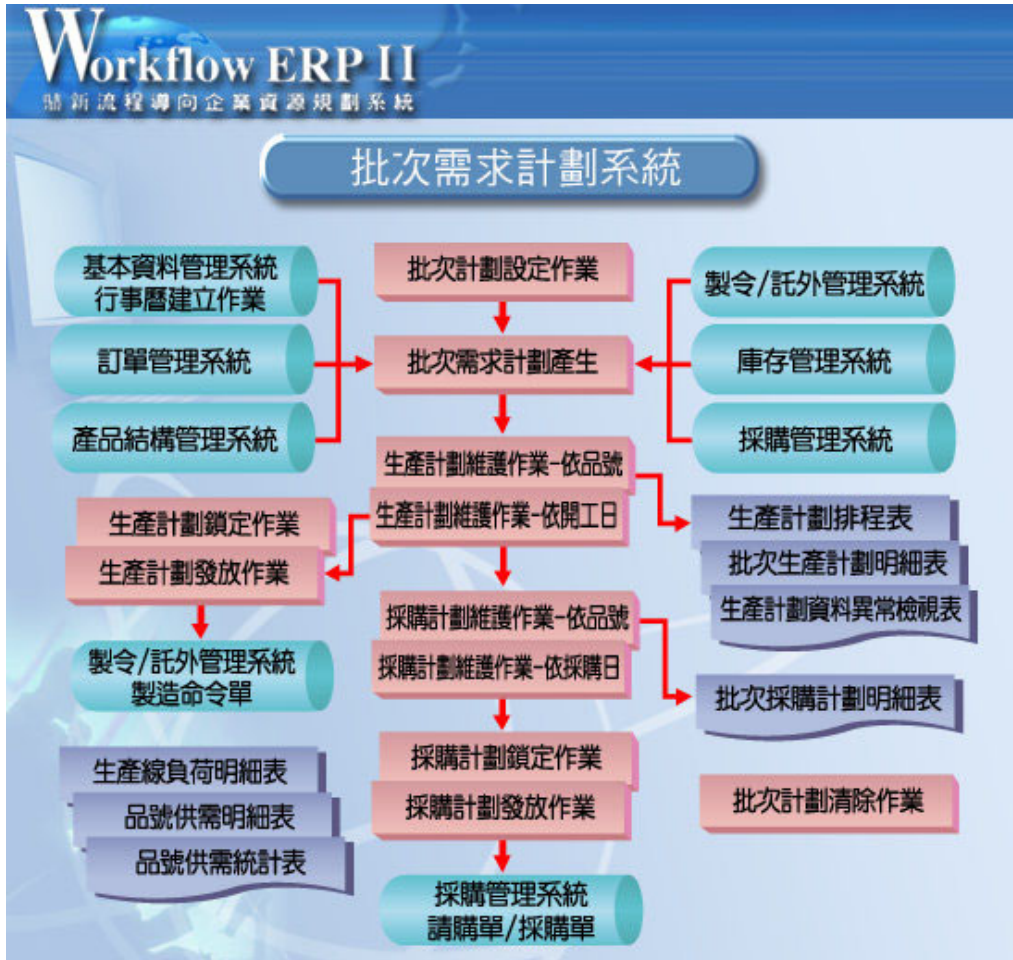 Workflow ERP II
鼎新流程導向企業資源規劃系統
批次需求計劃系統
基本資料管理系統
行事曆建立作業
批次計劃設定作業
製令/託外管理系統
訂單管理系統
批次需求計劃產生
庫存管理系統
產品結構管理系統
採購管理系統
生產計劃維護作業-依品號
生產計劃維護作業-依開工日
生產計劃鎖定作業
生產計劃發放作業
生產計劃排程表
批次生產計劃明細表
生產計劃資料異常檢視表
採購計劃維護作業-依品號
採購計劃維護作業-依採購日
製令/託外管理系統
製造命令單
批次採購計劃明細表
採購計劃鎖定作業
採購計劃發放作業
生產線負荷明細表
品號供需明細表
品號供需統計表
批次計劃清除作業
採購管理系統
請購單/採購單